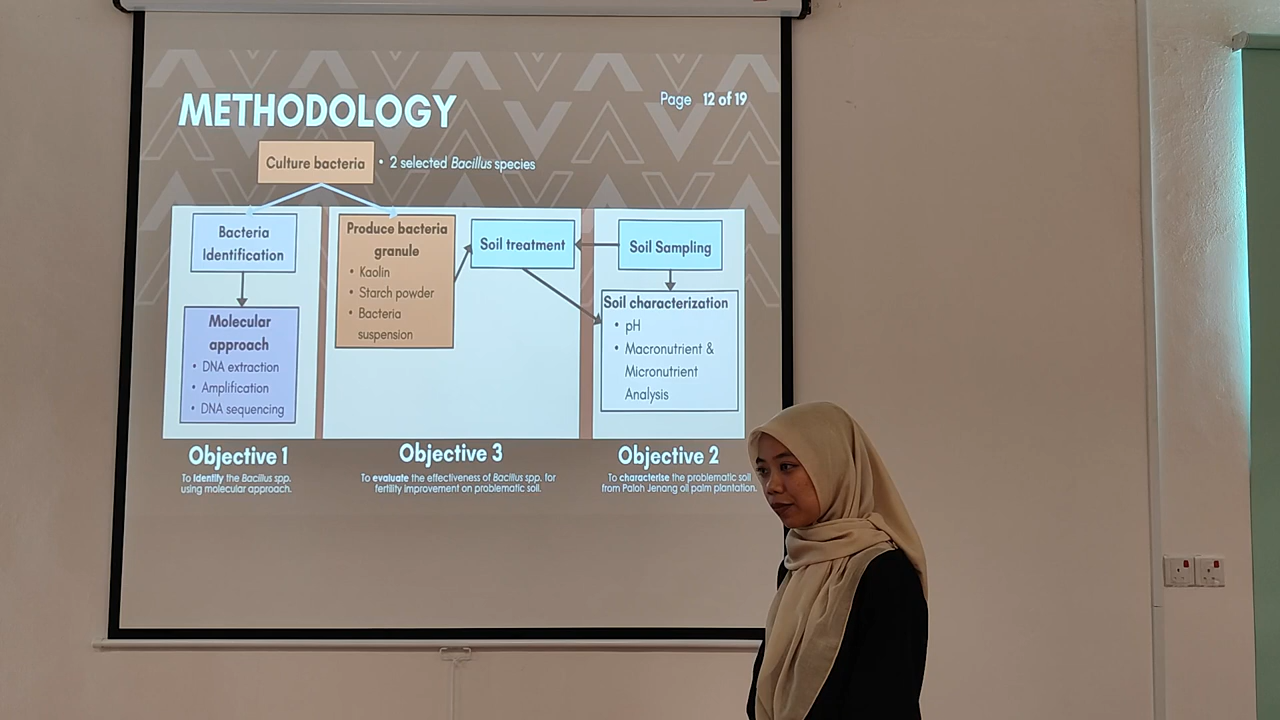 METHODOLOGY
Page 12 of 19
Culture bacteria
• 2 selected Bacillus species
Bacteria
Identification
Molecular
approach
• DNA extraction
• Amplification
• DNA sequencing
Objective 1
To identify the Bacillus spp.
using molecular approach.
Produce bacteria
granule
• Kaolin
• Starch powder
• Bacteria
suspension
Soil treatment
Objective 3
To evaluate the effectiveness of Bacillus spp. for
fertility improvement on problematic soil.
Soil Sampling
Soil characterization
• pH
• Macronutrient &
Micronutrient
Analysis
Objective 2
To characterise the problematic soil
from Paloh Jenang oil palm plantation.